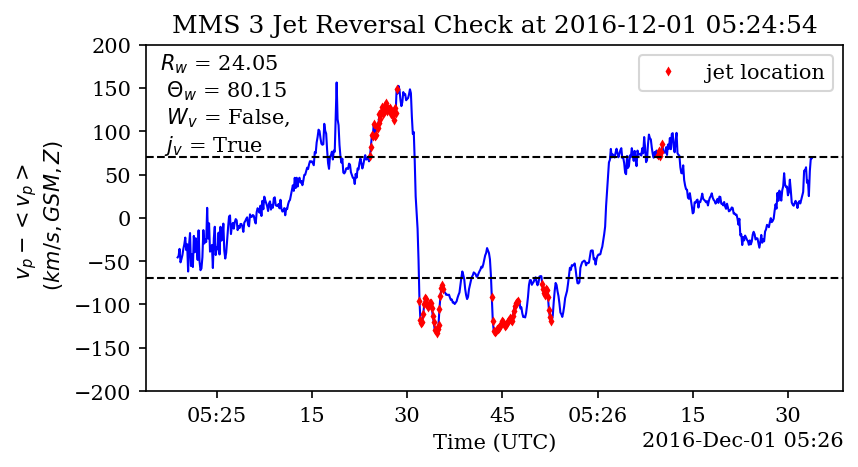 MMS 3 Jet Reversal Check at 2016-12-01 05:24:54
R_w = 24.05
Θ_w = 80.15
W_v = False,
j_v = True
jet location
v_p − < v_p >
(km/s, GSM, Z)
200
150
100
50
0
−50
−100
−150
−200
05:25 15 30 45 05:26 15 30
Time (UTC)
2016-Dec-01 05:26